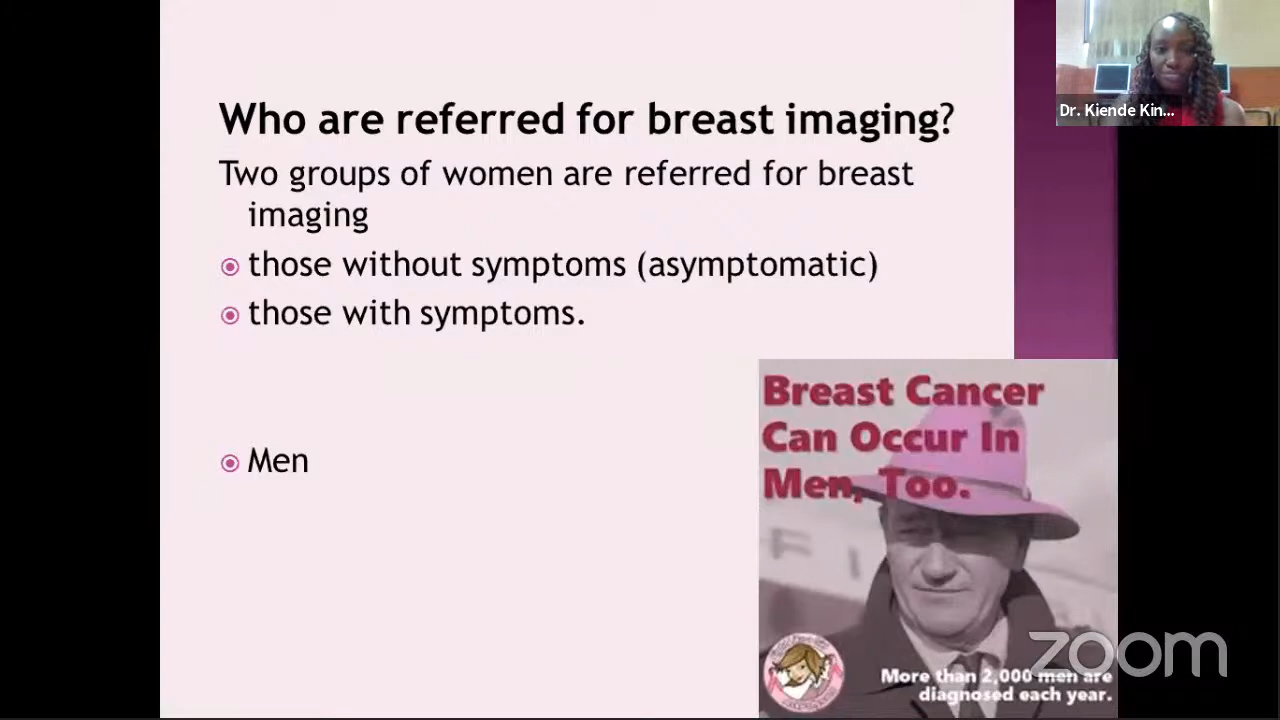 Who are referred for breast imaging?
Two groups of women are referred for breast
imaging
those without symptoms (asymptomatic)
those with symptoms.
Men
Breast Cancer
Can Occur In
Men, Too.
More than 2,000 men are
diagnosed each year.
Dr. Kiende Kin...
zoom